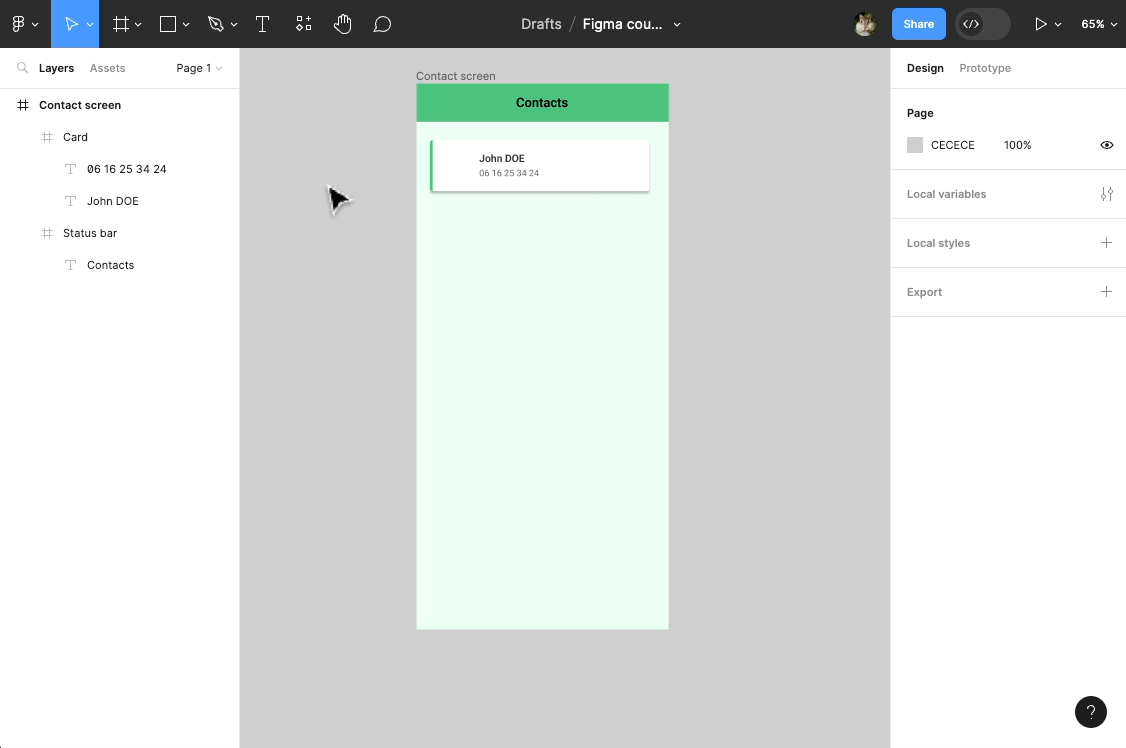 Drafts / Figma cou...
Share
65%
Layers
Assets
Page 1
Contact screen
Card
06 16 25 34 24
John DOE
Status bar
Contacts
Contact screen
Contacts
John DOE
06 16 25 34 24
Design
Prototype
Page
CECECE
100%
Local variables
Local styles
Export
?